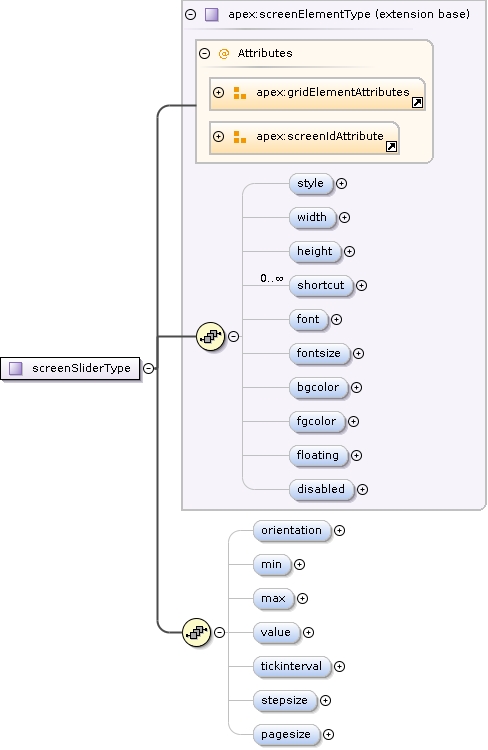 apex:screenElementType (extension base)
@ Attributes
apex:gridElementAttributes
apex:screenIdAttribute
style
width
height
0..∞
shortcut
font
fontsize
bgcolor
fgcolor
floating
disabled
screenSliderType
orientation
min
max
value
tickinterval
stepsize
pagesize